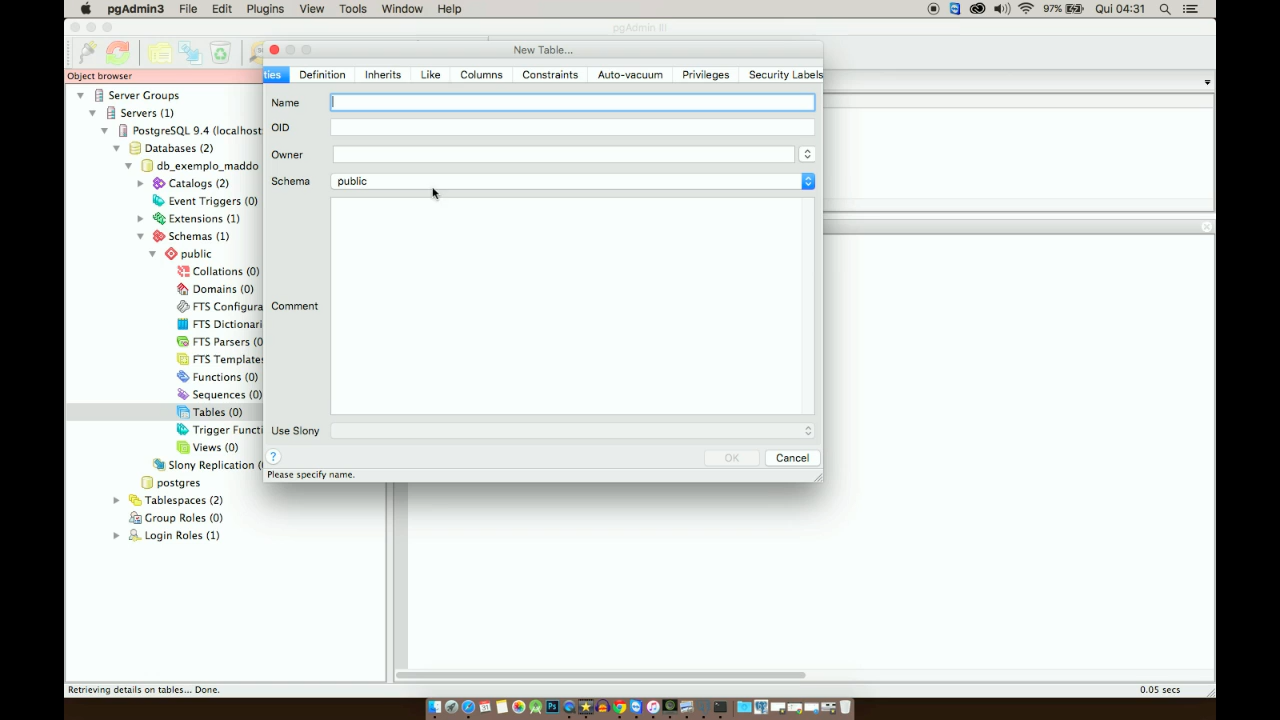 pgAdmin3 File Edit Plugins View Tools Window Help 97% Qui 04:31
pgAdmin III
New Table...
Object browser
Server Groups
Servers (1)
PostgreSQL 9.4 (localhost
Databases (2)
db_exemplo_maddo
Catalogs (2)
Event Triggers (0)
Extensions (1)
Schemas (1)
public
Collations (0)
Domains (0)
FTS Configura
FTS Dictionari
FTS Parsers (0
FTS Templates
Functions (0)
Sequences (0)
Tables (0)
Trigger Functi
Views (0)
Slony Replication (
postgres
Tablespaces (2)
Group Roles (0)
Login Roles (1)
ties Definition Inherits Like Columns Constraints Auto-vacuum Privileges Security Labels
Name
OID
Owner
Schema public
Comment
Use Slony
? OK Cancel
Please specify name.
Retrieving details on tables... Done. 0.05 secs